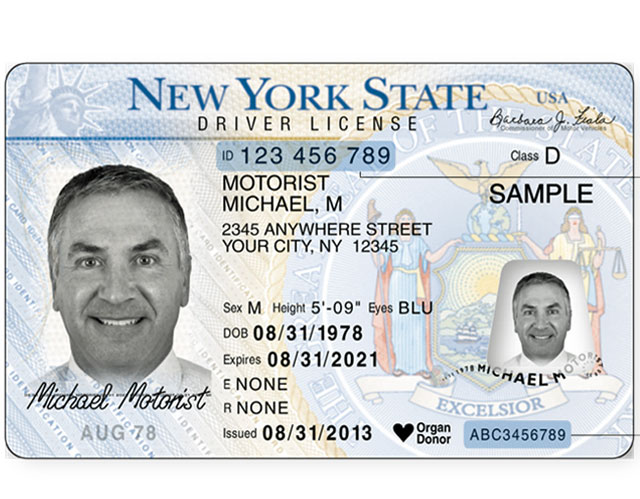 NEW YORK STATE
USA
DRIVER LICENSE
Barbara J. Fiala
Commissioner of Motor Vehicles
ID 123 456 789
Class D
MOTORIST
MICHAEL, M
SAMPLE
2345 ANYWHERE STREET
YOUR CITY, NY 12345
Sex M Height 5'-09" Eyes BLU
DOB 08/31/1978
Expires 08/31/2021
E NONE
R NONE
Issued 08/31/2013
Organ
Donor
ABC3456789
Michael Motorist
AUG 78
MICHAEL M
MOTORIS
EXCELSIOR